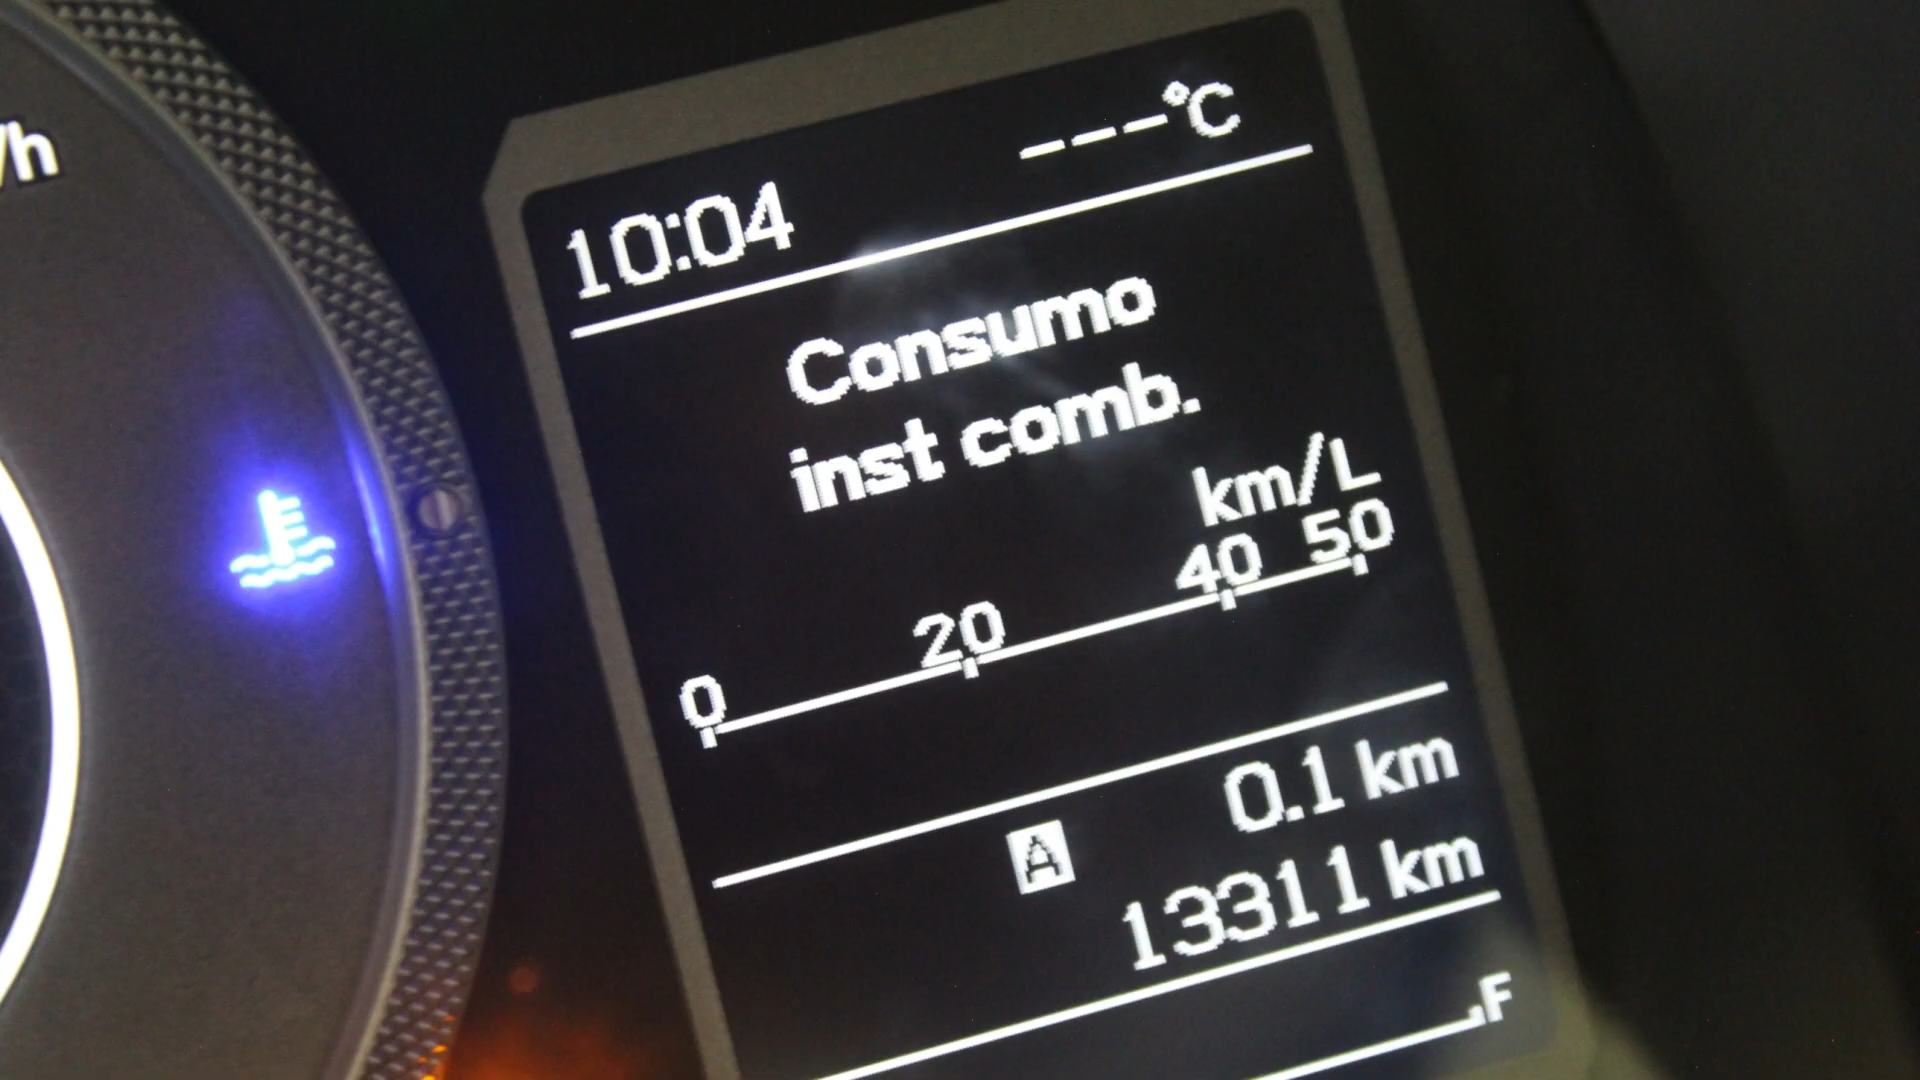 /h
---°C
10:04
Consumo
inst comb.
km/L
0 20 40 50
0.1 km
A
13311 km
F